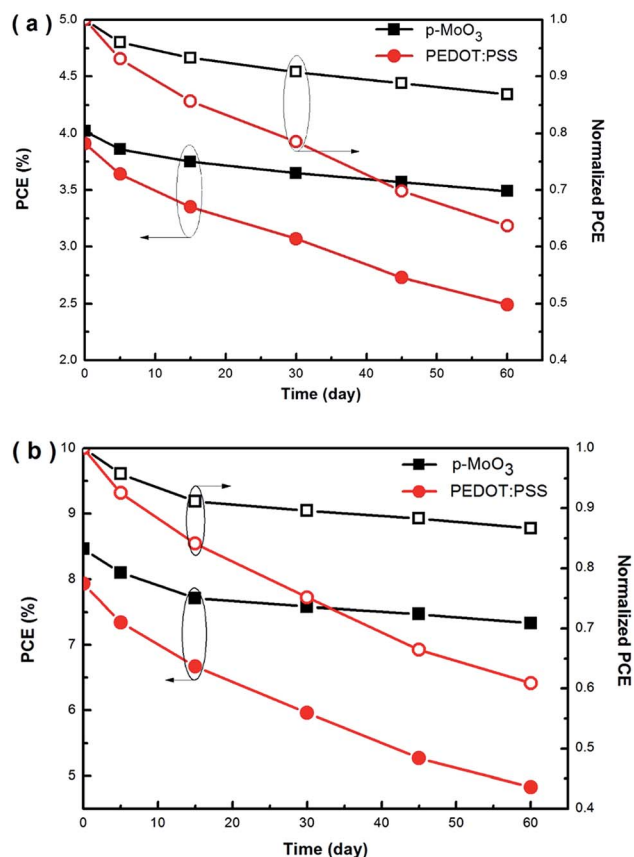 ( a )
p-MoO3
PEDOT:PSS
PCE (%)
5.0
4.5
4.0
3.5
3.0
2.5
2.0
1.0
0.9
0.8
0.7
0.6
0.5
0.4
Normalized PCE
0 10 20 30 40 50 60
Time (day)
( b )
p-MoO3
PEDOT:PSS
PCE (%)
10
9
8
7
6
5
1.0
0.9
0.8
0.7
0.6
0.5
0.4
Normalized PCE
0 10 20 30 40 50 60
Time (day)